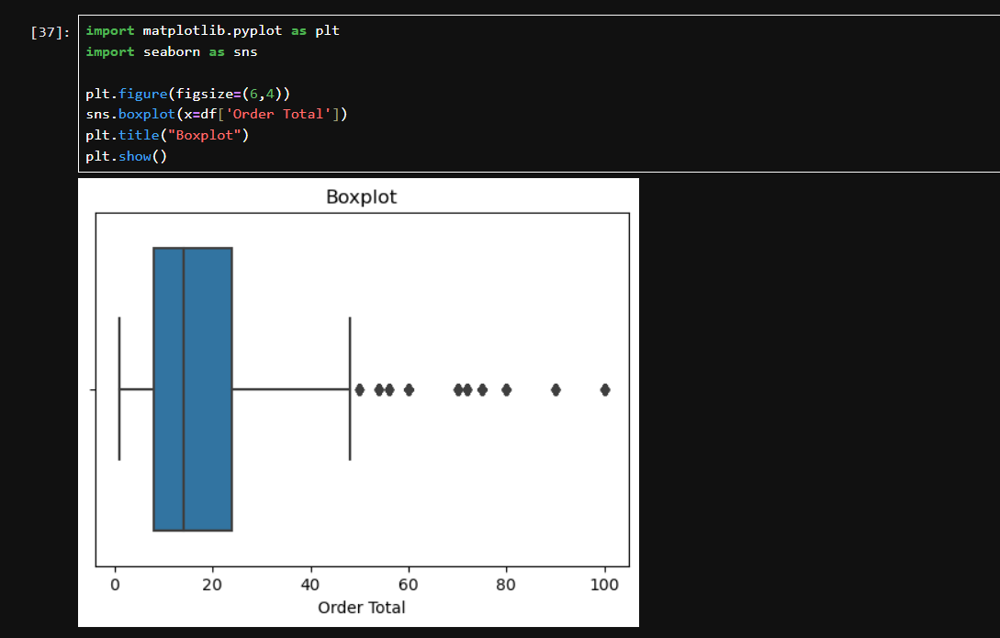 [37]: import matplotlib.pyplot as plt
import seaborn as sns
plt.figure(figsize=(6,4))
sns.boxplot(x=df['Order Total'])
plt.title("Boxplot")
plt.show()
Boxplot
0 20 40 60 80 100
Order Total